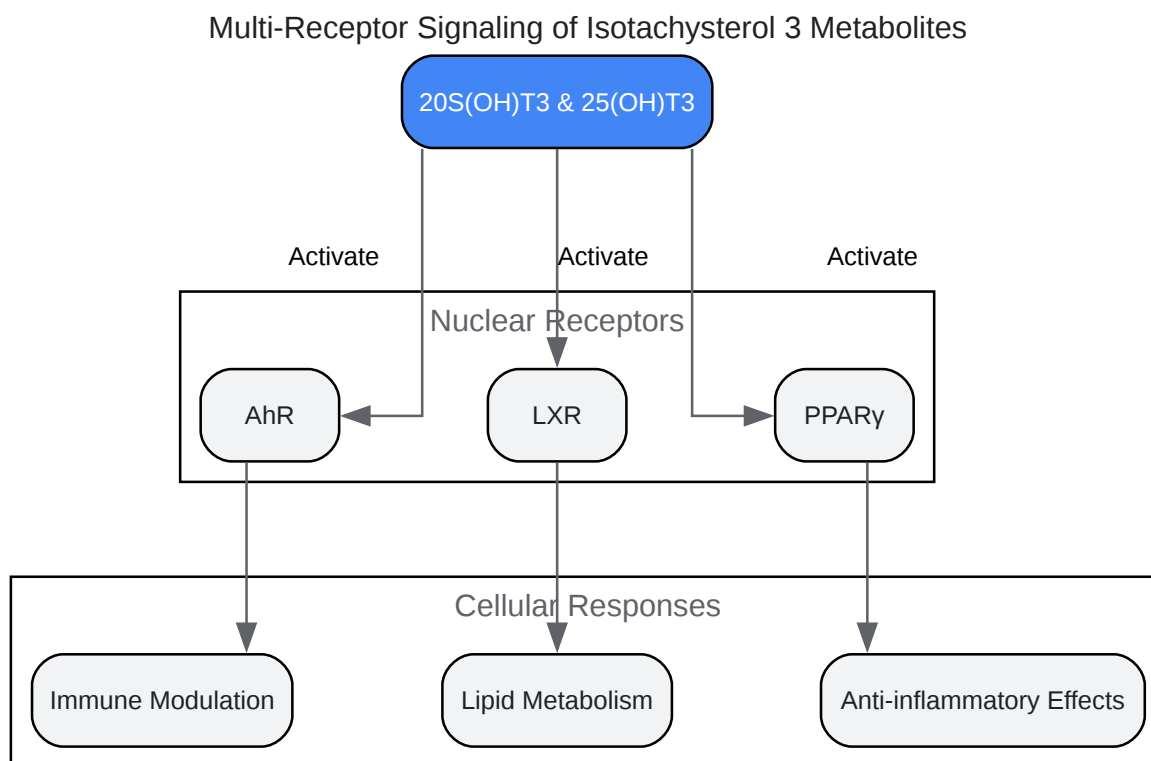 Multi-Receptor Signaling of Isotachysterol 3 Metabolites
20S(OH)T3 & 25(OH)T3
Activate
Activate
Activate
Nuclear Receptors
AhR
LXR
PPARγ
Cellular Responses
Immune Modulation
Lipid Metabolism
Anti-inflammatory Effects